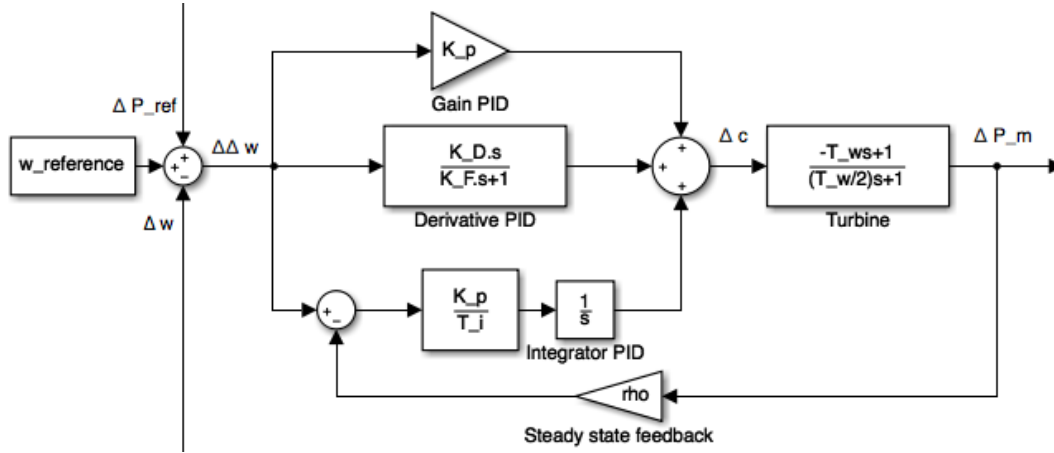 K_p
Gain PID
Δ P_ref
w_reference
+
+
−
ΔΔ w
Δ w
K_D.s
K_F.s+1
Derivative PID
+
+
+
Δ c
-T_ws+1
(T_w/2)s+1
Turbine
Δ P_m
+
−
K_p
T_i
1
s
Integrator PID
rho
Steady state feedback